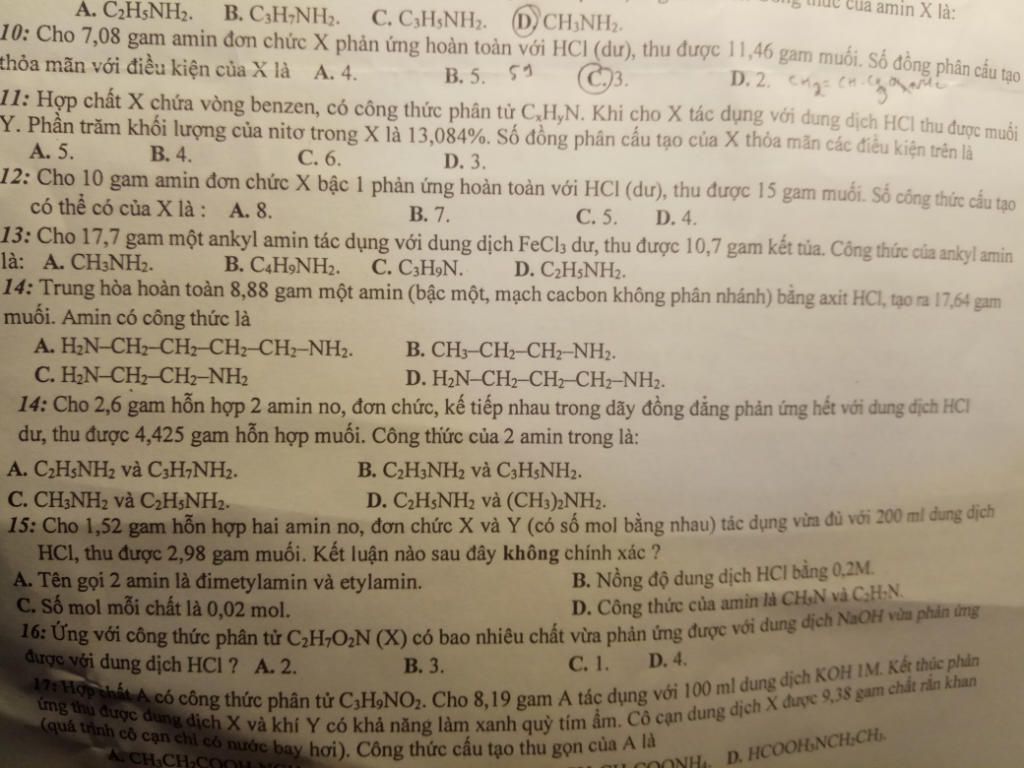 A. C₂H₅NH₂. B. C₃H₇NH₂. C. C₃H₅NH₂. D. CH₃NH₂. của amin X là:
10: Cho 7,08 gam amin đơn chức X phản ứng hoàn toàn với HCl (dư), thu được 11,46 gam muối. Số đồng phân cấu tạo
thỏa mãn với điều kiện của X là A. 4. B. 5. 59 C. 3. D. 2.
11: Hợp chất X chứa vòng benzen, có công thức phân tử CₓHᵧN. Khi cho X tác dụng với dung dịch HCl thu được muối
Y. Phần trăm khối lượng của nitơ trong X là 13,084%. Số đồng phân cấu tạo của X thỏa mãn các điều kiện trên là
A. 5. B. 4. C. 6. D. 3.
12: Cho 10 gam amin đơn chức X bậc 1 phản ứng hoàn toàn với HCl (dư), thu được 15 gam muối. Số công thức cấu tạo
có thể có của X là : A. 8. B. 7. C. 5. D. 4.
13: Cho 17,7 gam một ankyl amin tác dụng với dung dịch FeCl₃ dư, thu được 10,7 gam kết tủa. Công thức của ankyl amin
là: A. CH₃NH₂. B. C₄H₉NH₂. C. C₃H₉N. D. C₂H₅NH₂.
14: Trung hòa hoàn toàn 8,88 gam một amin (bậc một, mạch cacbon không phân nhánh) bằng axit HCl, tạo ra 17,64 gam
muối. Amin có công thức là
A. H₂N–CH₂–CH₂–CH₂–CH₂–NH₂. B. CH₃–CH₂–CH₂–NH₂.
C. H₂N–CH₂–CH₂–NH₂ D. H₂N–CH₂–CH₂–CH₂–NH₂.
14: Cho 2,6 gam hỗn hợp 2 amin no, đơn chức, kế tiếp nhau trong dãy đồng đẳng phản ứng hết với dung dịch HCl
dư, thu được 4,425 gam hỗn hợp muối. Công thức của 2 amin trong là:
A. C₂H₅NH₂ và C₃H₇NH₂. B. C₂H₃NH₂ và C₃H₅NH₂.
C. CH₃NH₂ và C₂H₅NH₂. D. C₂H₅NH₂ và (CH₃)₂NH₂.
15: Cho 1,52 gam hỗn hợp hai amin no, đơn chức X và Y (có số mol bằng nhau) tác dụng vừa đủ với 200 ml dung dịch
HCl, thu được 2,98 gam muối. Kết luận nào sau đây không chính xác ?
A. Tên gọi 2 amin là đimetylamin và etylamin. B. Nồng độ dung dịch HCl bằng 0,2M.
C. Số mol mỗi chất là 0,02 mol. D. Công thức của amin là CH₅N và C₂H₇N.
16: Ứng với công thức phân tử C₂H₇O₂N (X) có bao nhiêu chất vừa phản ứng được với dung dịch NaOH vừa phản ứng
được với dung dịch HCl ? A. 2. B. 3. C. 1. D. 4.
17: Hợp chất A có công thức phân tử C₃H₉NO₂. Cho 8,19 gam A tác dụng với 100 ml dung dịch KOH 1M. Kết thúc phản
ứng thu được dung dịch X và khí Y có khả năng làm xanh quỳ tím ẩm. Cô cạn dung dịch X được 9,38 gam chất rắn khan
(quá trình cô cạn chỉ có nước bay hơi). Công thức cấu tạo thu gọn của A là
D. HCOOH₃NCH₂CH₃.